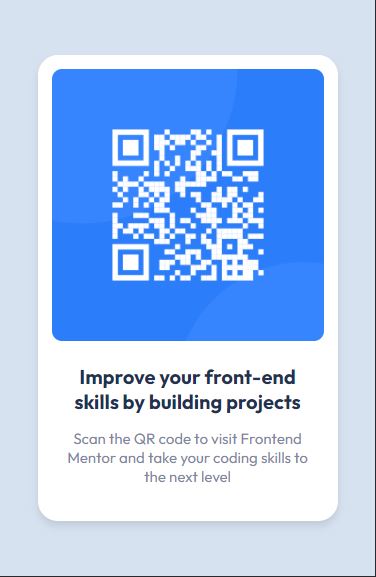 Improve your front-end
skills by building projects
Scan the QR code to visit Frontend
Mentor and take your coding skills to
the next level